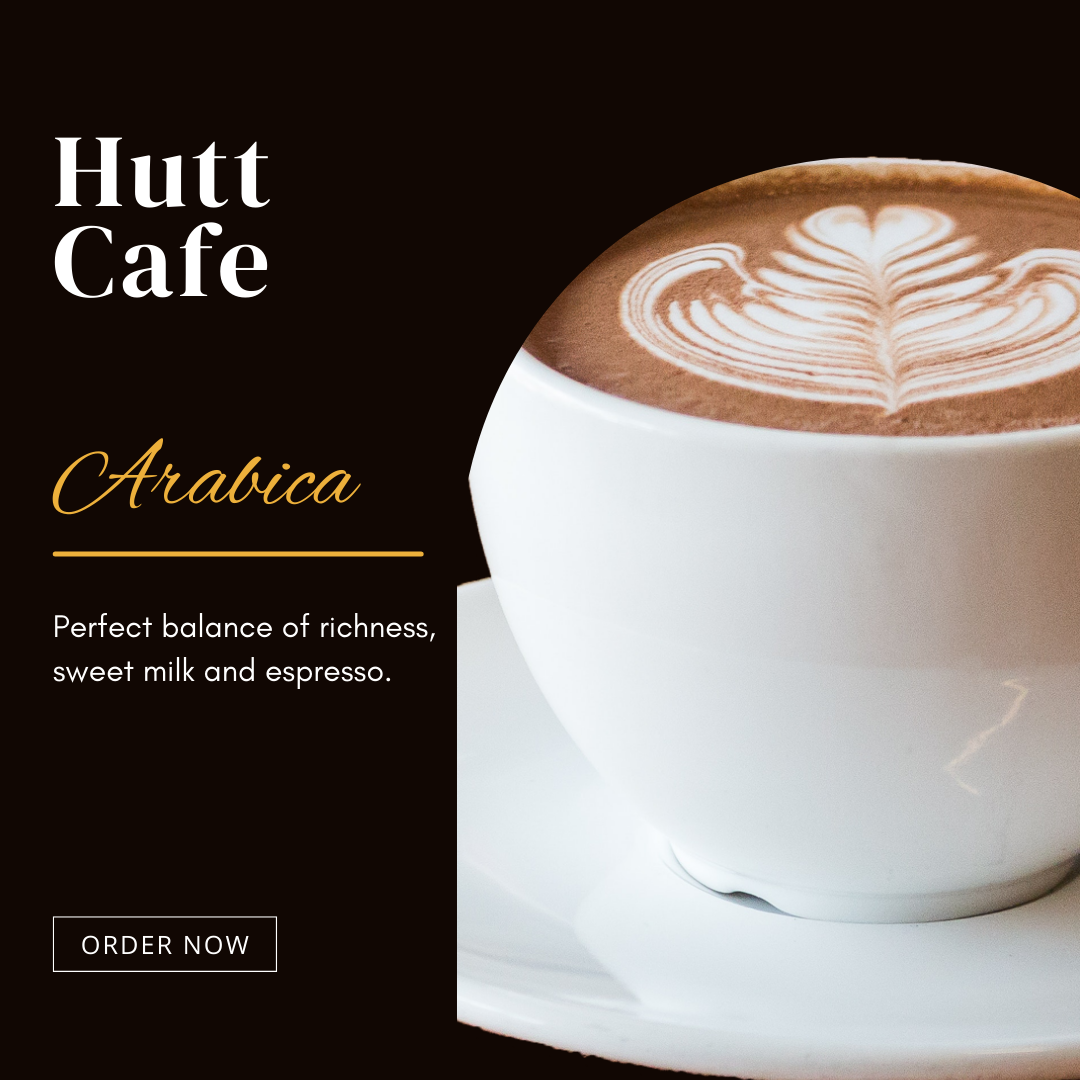 Hutt
Cafe
Arabica
Perfect balance of richness,
sweet milk and espresso.
ORDER NOW